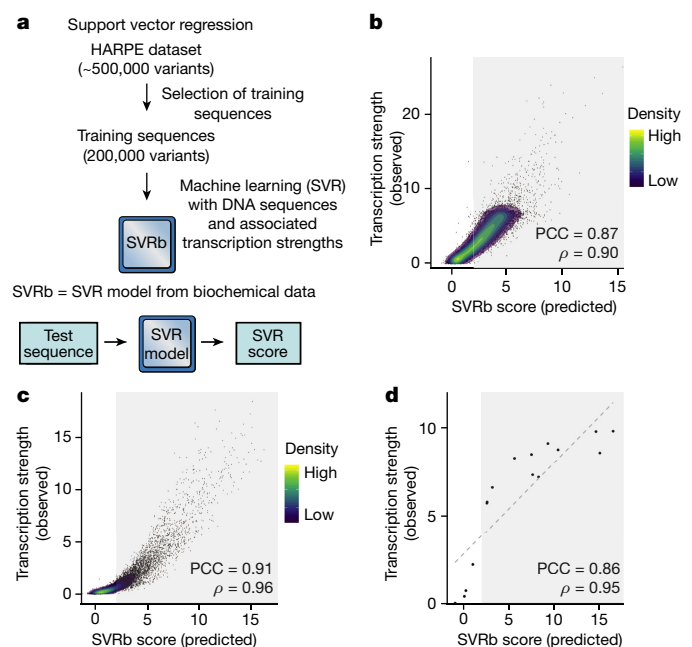 a
Support vector regression
HARPE dataset
(~500,000 variants)
Selection of training
sequences
Training sequences
(200,000 variants)
Machine learning (SVR)
with DNA sequences
and associated
transcription strengths
SVRb
SVRb = SVR model from biochemical data
Test
sequence
SVR
model
SVR
score
b
Transcription strength
(observed)
20
10
0
0
5
10
15
SVRb score (predicted)
PCC = 0.87
ρ = 0.90
Density
High
Low
c
Transcription strength
(observed)
15
10
5
0
0
5
10
15
SVRb score (predicted)
PCC = 0.91
ρ = 0.96
Density
High
Low
d
Transcription strength
(observed)
10
5
0
0
5
10
15
SVRb score (predicted)
PCC = 0.86
ρ = 0.95